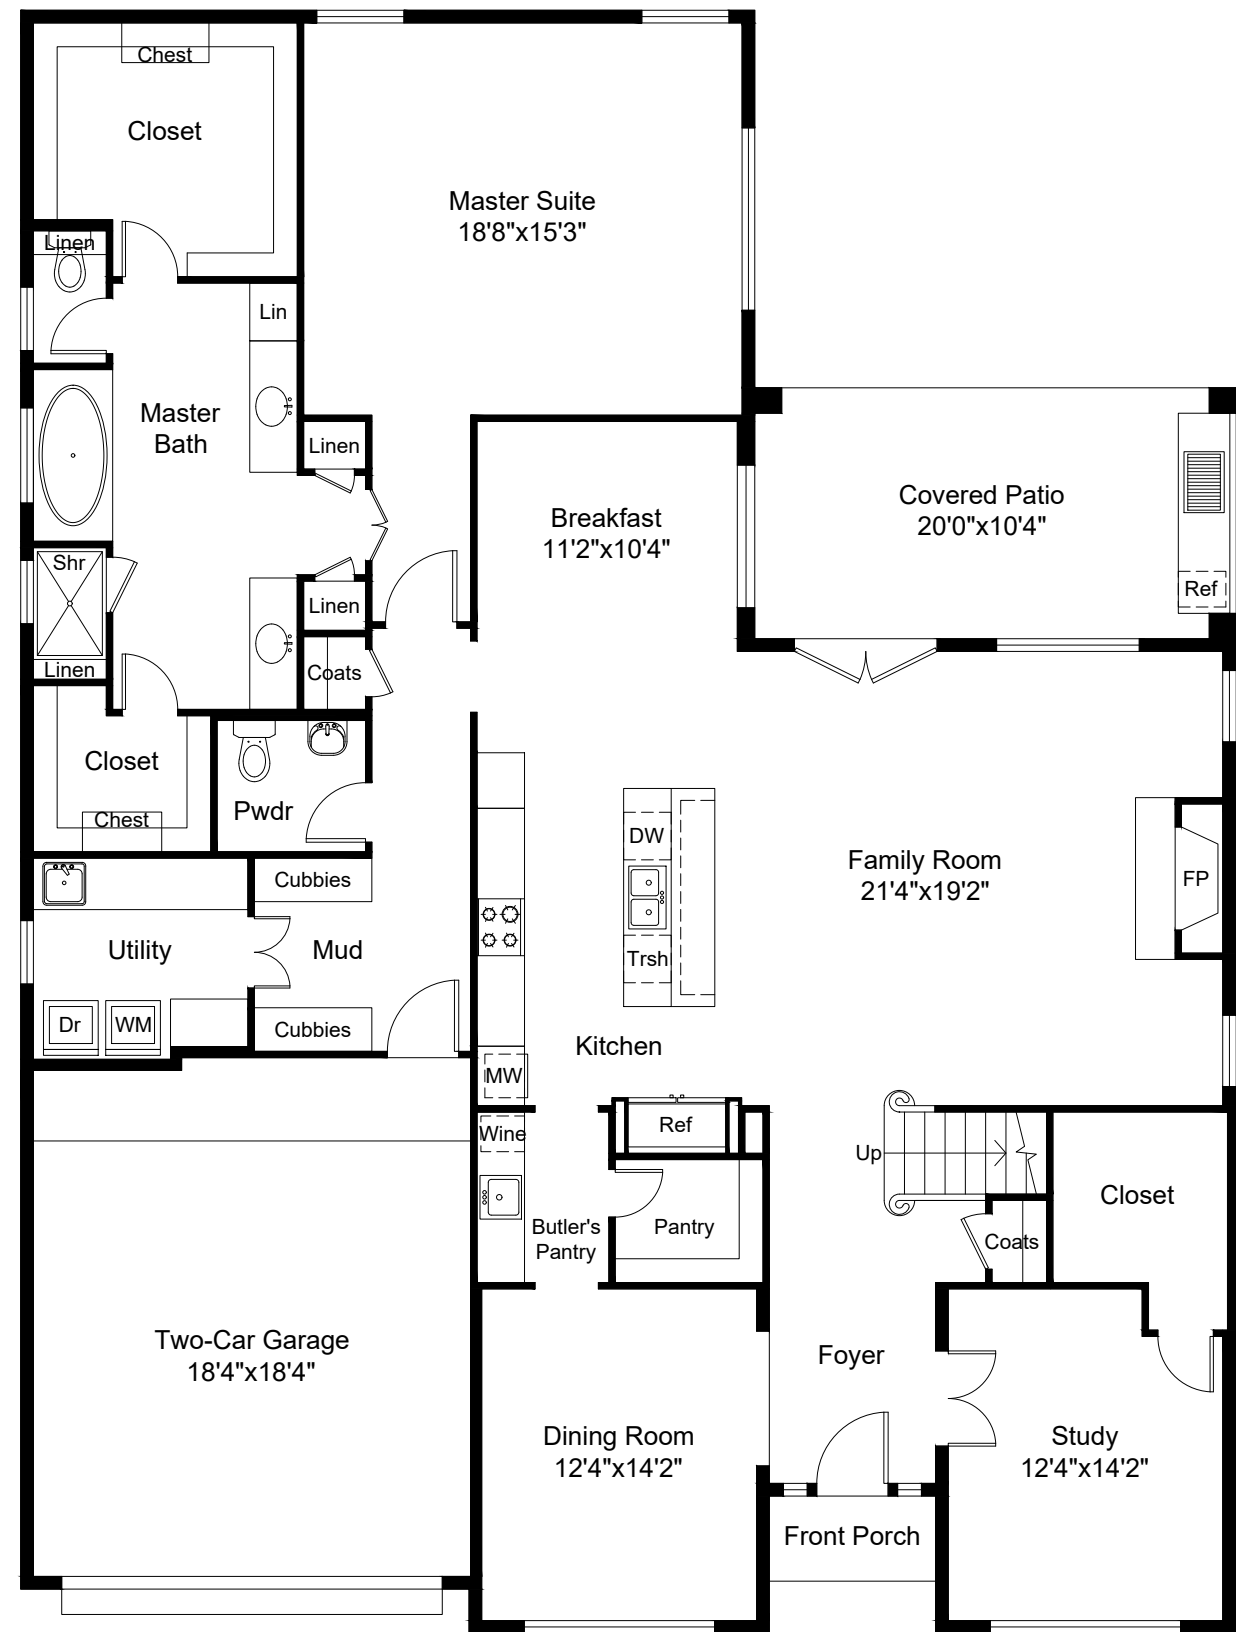 Chest
Closet
Master Suite
18'8"x15'3"
Linen
Lin
Master
Bath
Linen
Covered Patio
20'0"x10'4"
Breakfast
11'2"x10'4"
Shr
Ref
Linen
Linen
Coats
Closet
Chest
Pwdr
DW
Family Room
21'4"x19'2"
FP
Cubbies
Utility
Mud
Trsh
Dr
WM
Cubbies
Kitchen
MW
Wine
Ref
Up
Closet
Butler's
Pantry
Pantry
Coats
Two-Car Garage
18'4"x18'4"
Foyer
Dining Room
12'4"x14'2"
Study
12'4"x14'2"
Front Porch